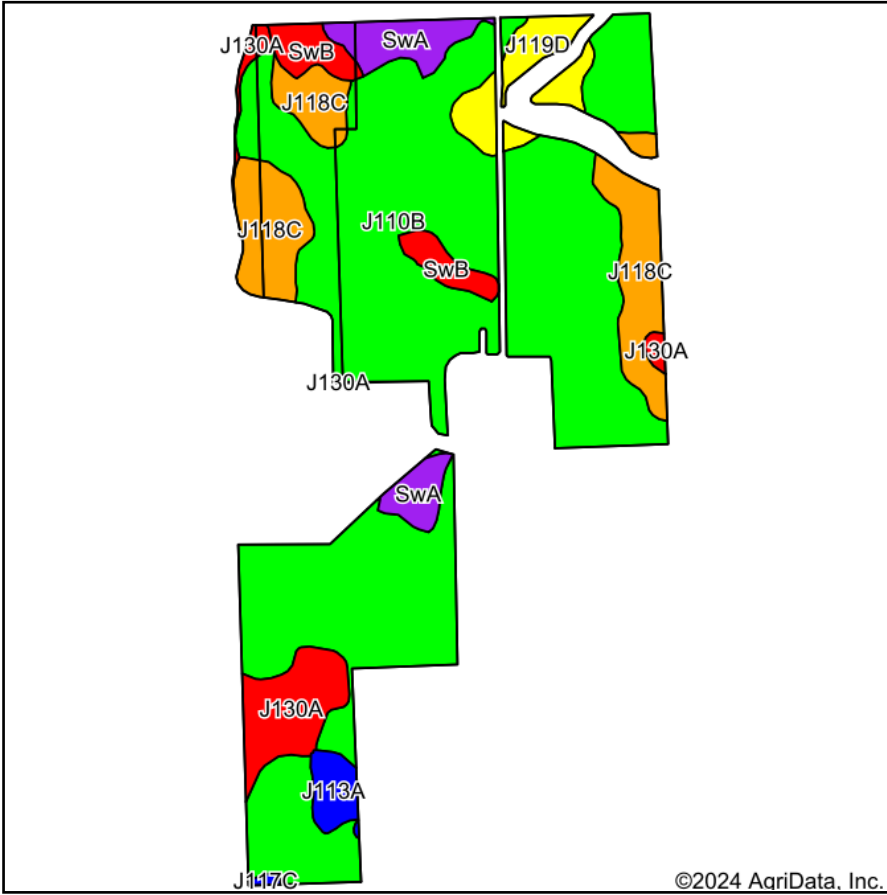 SwA
J119D
J130A
SwB
J118C
J110B
J118C
SwB
J118C
J130A
J130A
SwA
J130A
J113A
J117C
©2024 AgriData, Inc.